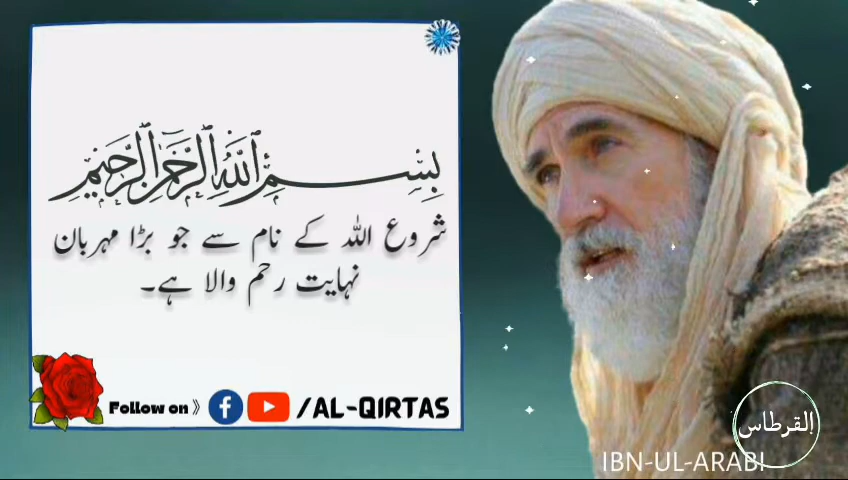 بِسْمِ اللَّهِ الرَّحْمَٰنِ الرَّحِيمِ
شروع اللہ کے نام سے جو بڑا مہربان
نہایت رحم والا ہے۔
Follow on 》 /AL-QIRTAS
القرطاس
IBN-UL-ARABI